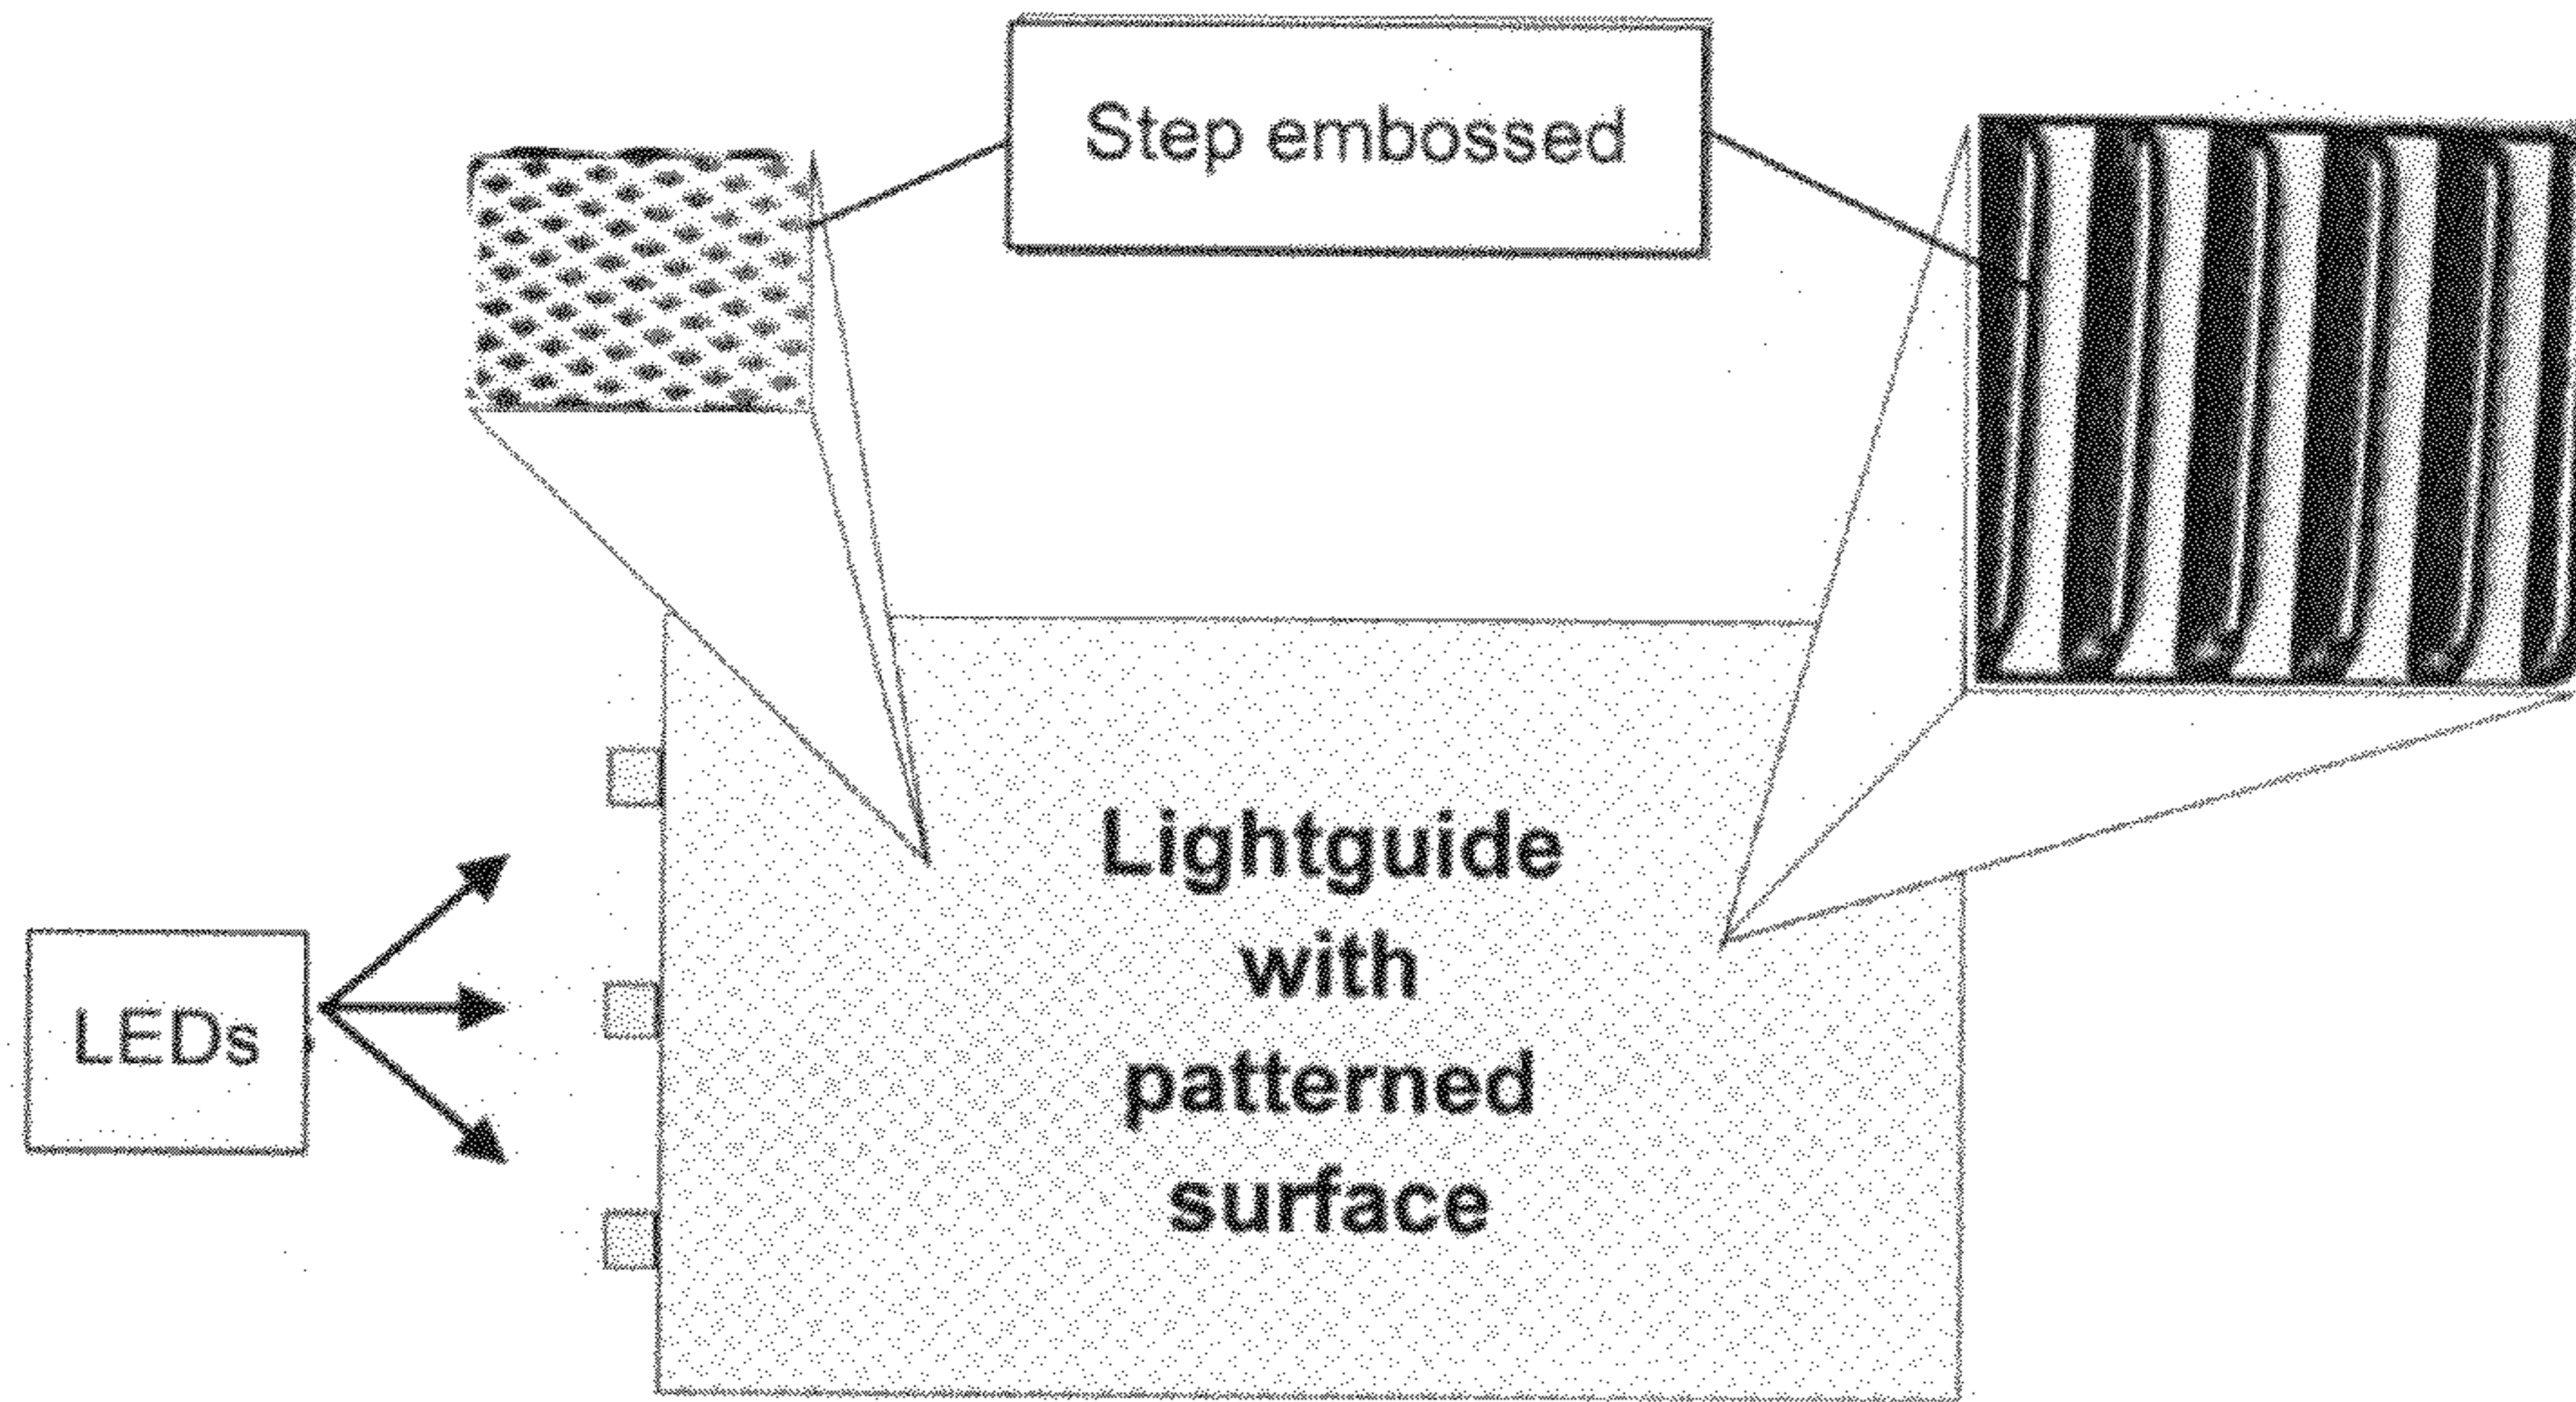 Step embossed
Lightguide
with
patterned
surface
LEDs